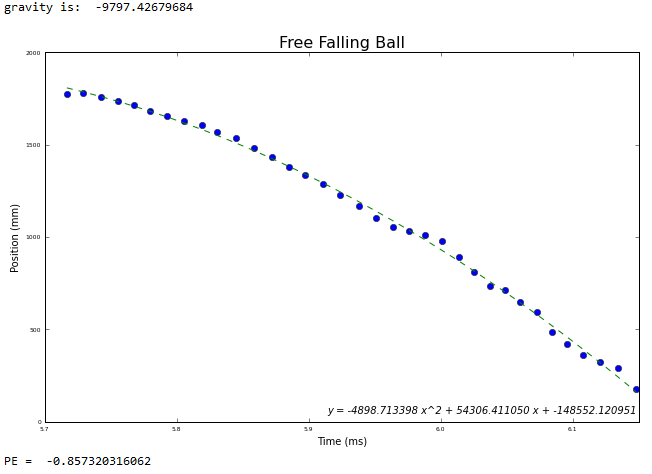 gravity is:  -9797.42679684
Free Falling Ball
2000
1500
1000
500
0
Position (mm)
y = -4898.713398 x^2 + 54306.411050 x + -148552.120951
5.7 5.8 5.9 6.0 6.1
Time (ms)
PE =  -0.857320316062